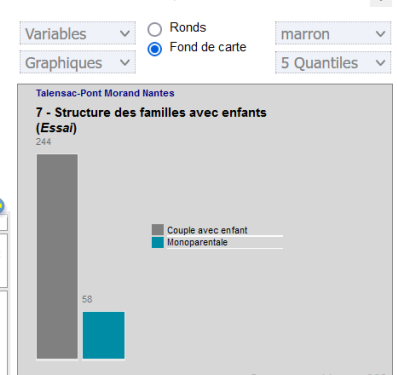 Variables
Ronds
marron
Graphiques
Fond de carte
5 Quantiles
Talensac-Pont Morand Nantes
7 - Structure des familles avec enfants
(Essai)
244
Couple avec enfant
Monoparentale
58